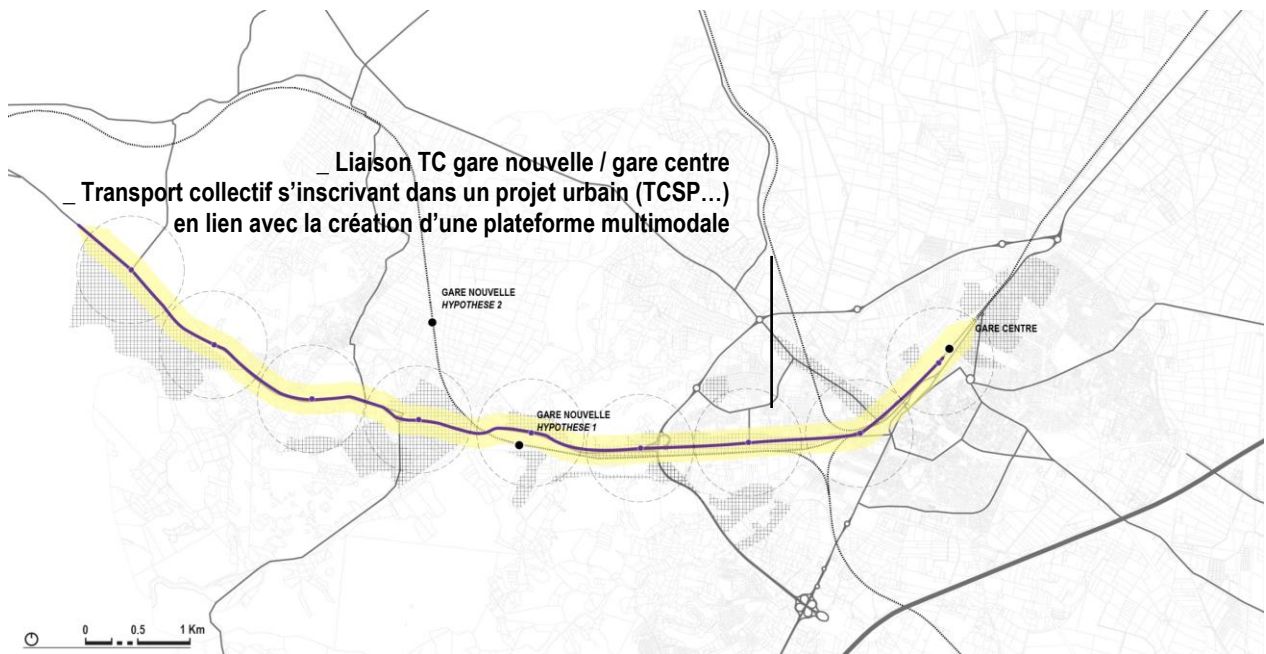 _ Liaison TC gare nouvelle / gare centre
_ Transport collectif s’inscrivant dans un projet urbain (TCSP…)
en lien avec la création d’une plateforme multimodale
GARE NOUVELLE
HYPOTHESE 2
GARE CENTRE
GARE NOUVELLE
HYPOTHESE 1
0 0.5 1 Km